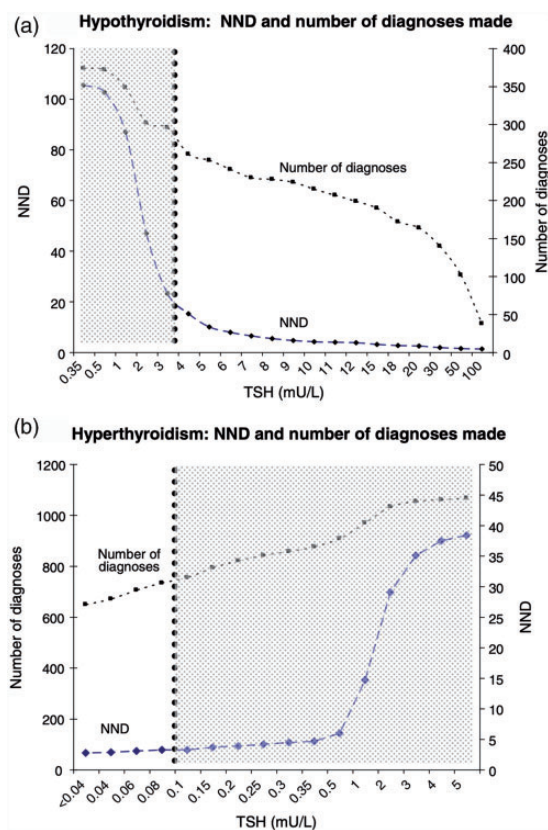 (a) Hypothyroidism: NND and number of diagnoses made
120
100
80
60
40
20
0
NND
400
350
300
250
200
150
100
50
0
Number of diagnoses
Number of diagnoses
NND
0.35 0.5 1 2 3 4 5 6 7 8 9 10 11 12 15 18 20 30 50 100
TSH (mU/L)
(b) Hyperthyroidism: NND and number of diagnoses made
1200
1000
800
600
400
200
0
Number of diagnoses
50
45
40
35
30
25
20
15
10
5
0
NND
Number of
diagnoses
NND
<0.04 0.04 0.06 0.08 0.1 0.15 0.2 0.25 0.3 0.35 0.5 1 2 3 4 5
TSH (mU/L)